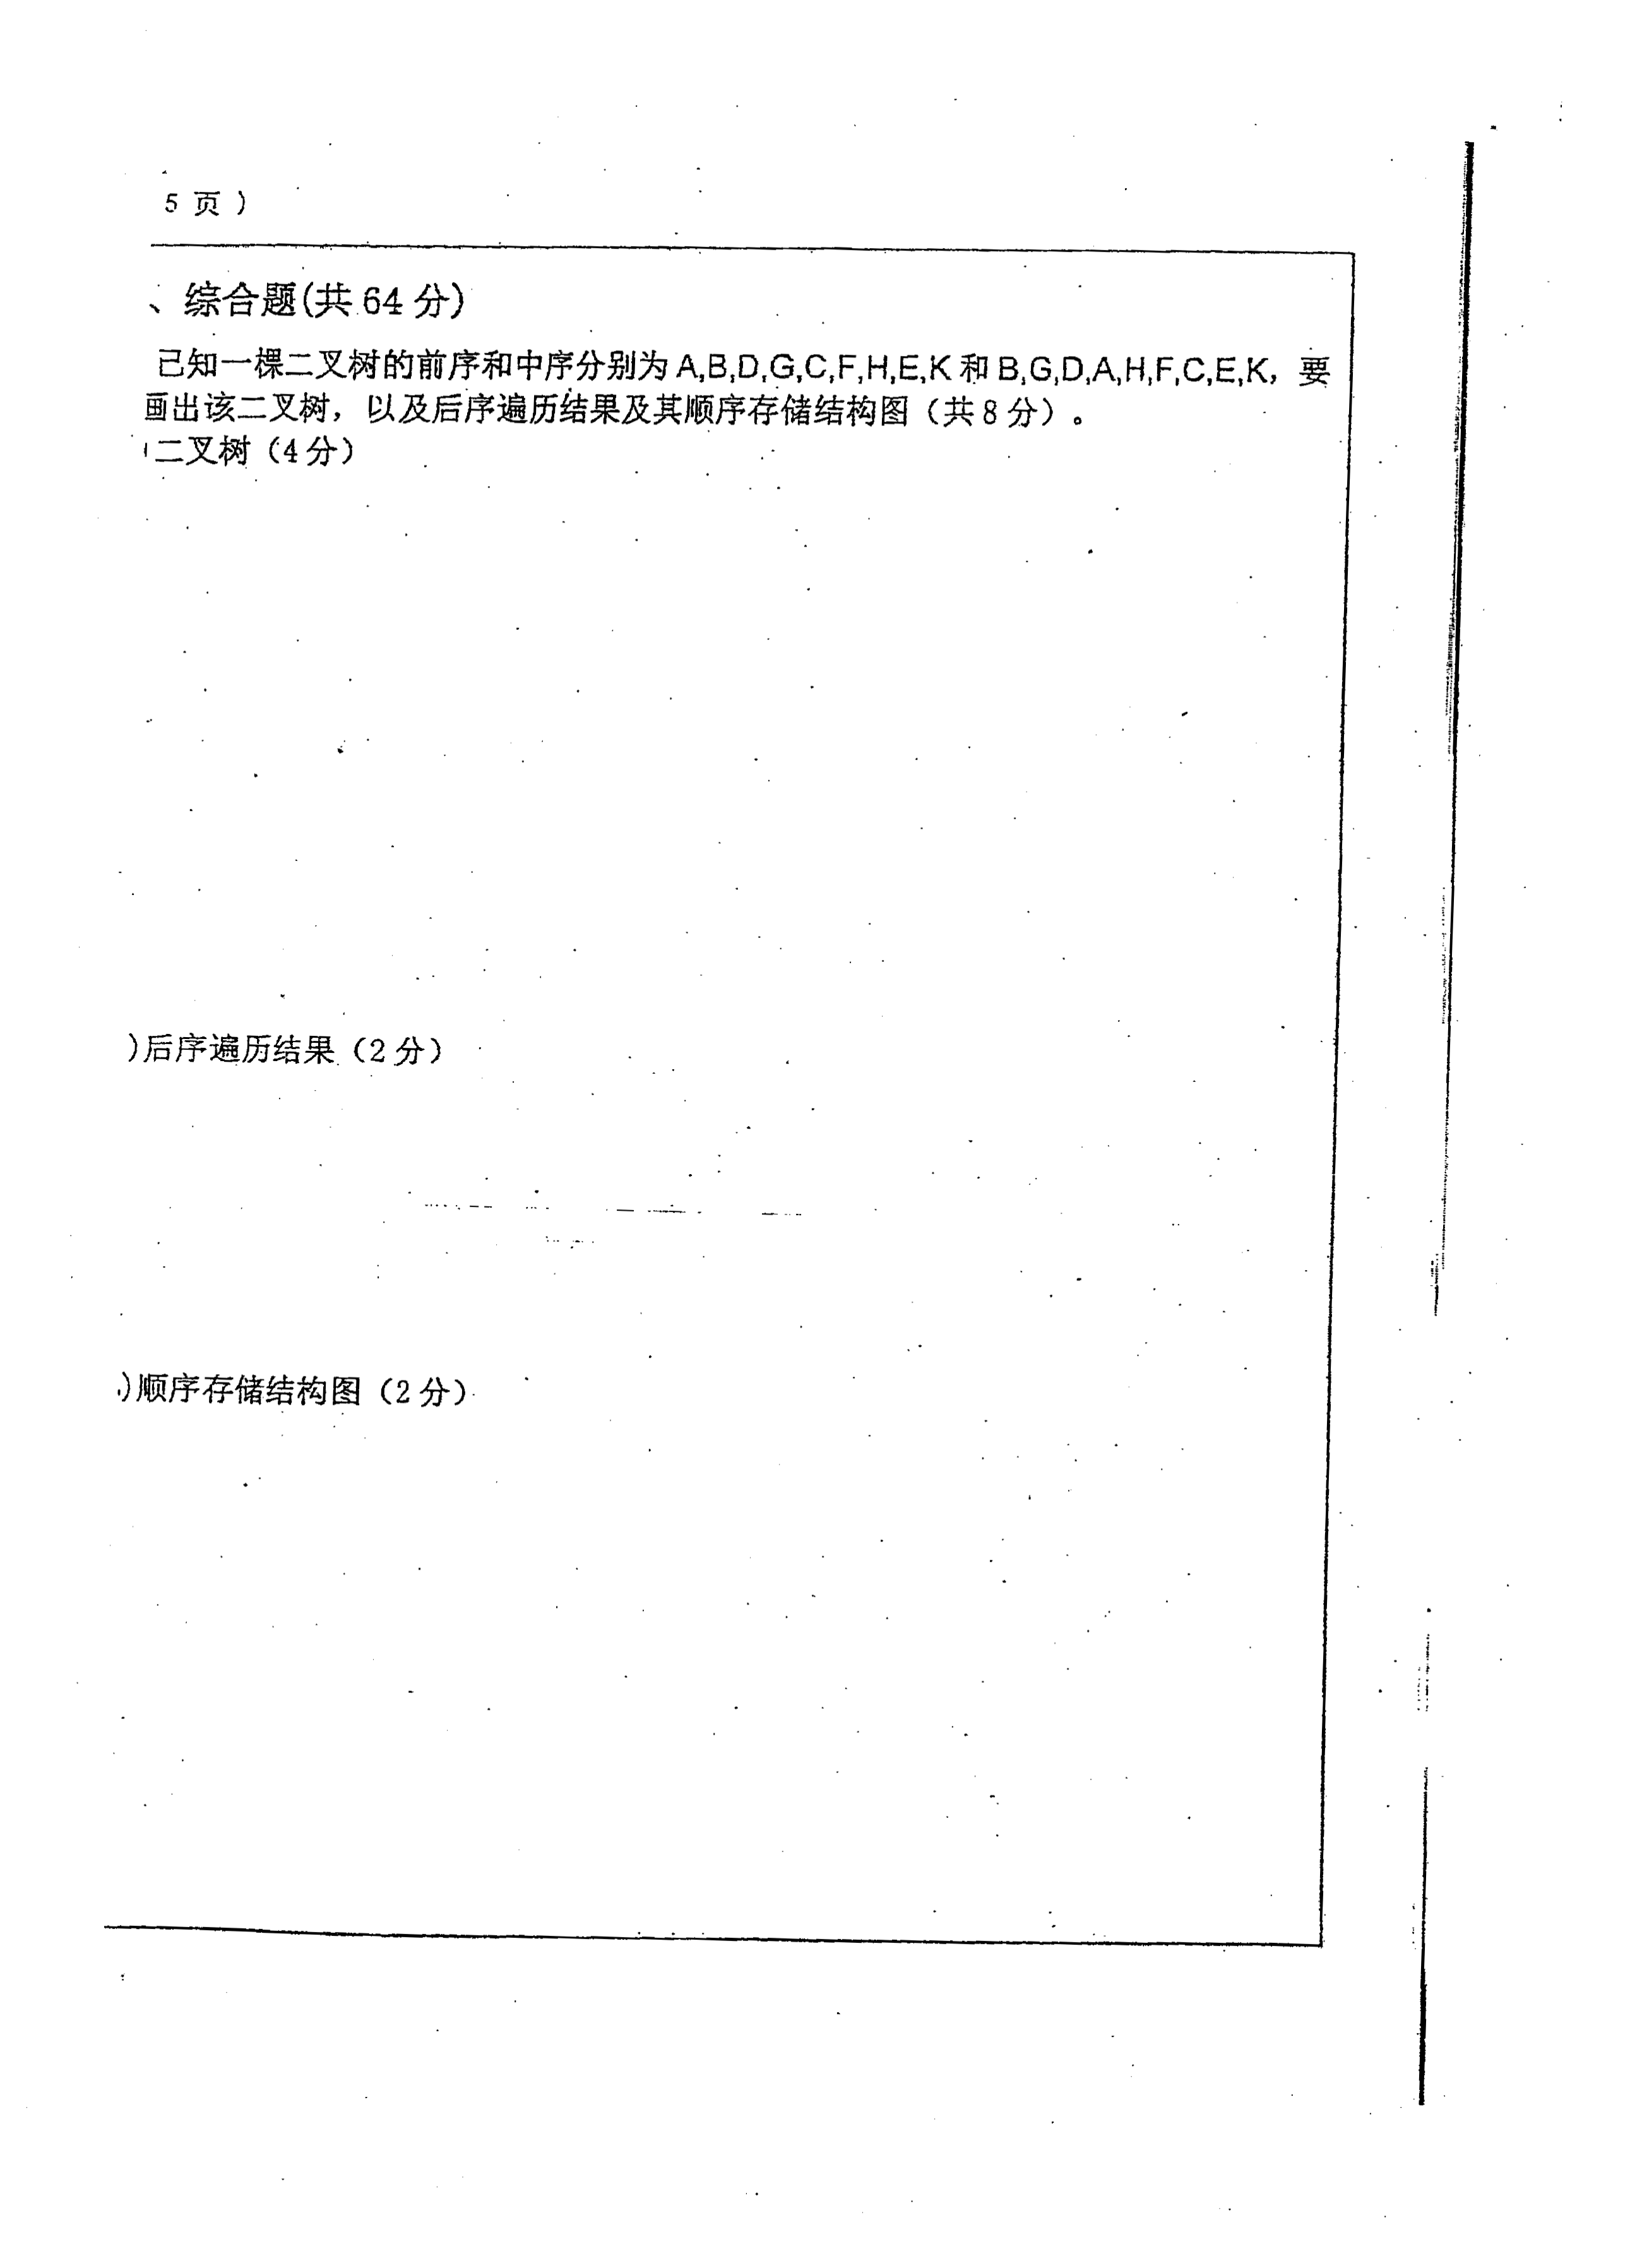 5 页 )
、综合题(共 64 分)
已知一棵二叉树的前序和中序分别为 A,B,D,G,C,F,H,E,K 和 B,G,D,A,H,F,C,E,K, 要
画出该二叉树, 以及后序遍历结果及其顺序存储结构图（共 8 分）。
二叉树（4 分）
)后序遍历结果（2 分）
)顺序存储结构图（2 分）